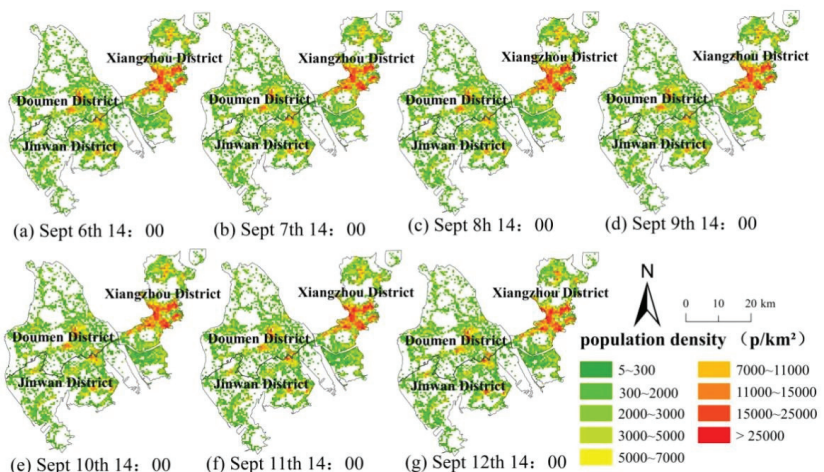 Xiangzhou District
Doumen District
Jinwan District
(a) Sept 6th 14：00
Xiangzhou District
Doumen District
Jinwan District
(b) Sept 7th 14：00
Xiangzhou District
Doumen District
Jinwan District
(c) Sept 8h 14：00
Xiangzhou District
Doumen District
Jinwan District
(d) Sept 9th 14：00
Xiangzhou District
Doumen District
Jinwan District
(e) Sept 10th 14：00
Xiangzhou District
Doumen District
Jinwan District
(f) Sept 11th 14：00
Xiangzhou District
Doumen District
Jinwan District
(g) Sept 12th 14：00
N
0 10 20 km
population density （p/km²）
5~300
300~2000
2000~3000
3000~5000
5000~7000
7000~11000
11000~15000
15000~25000
> 25000